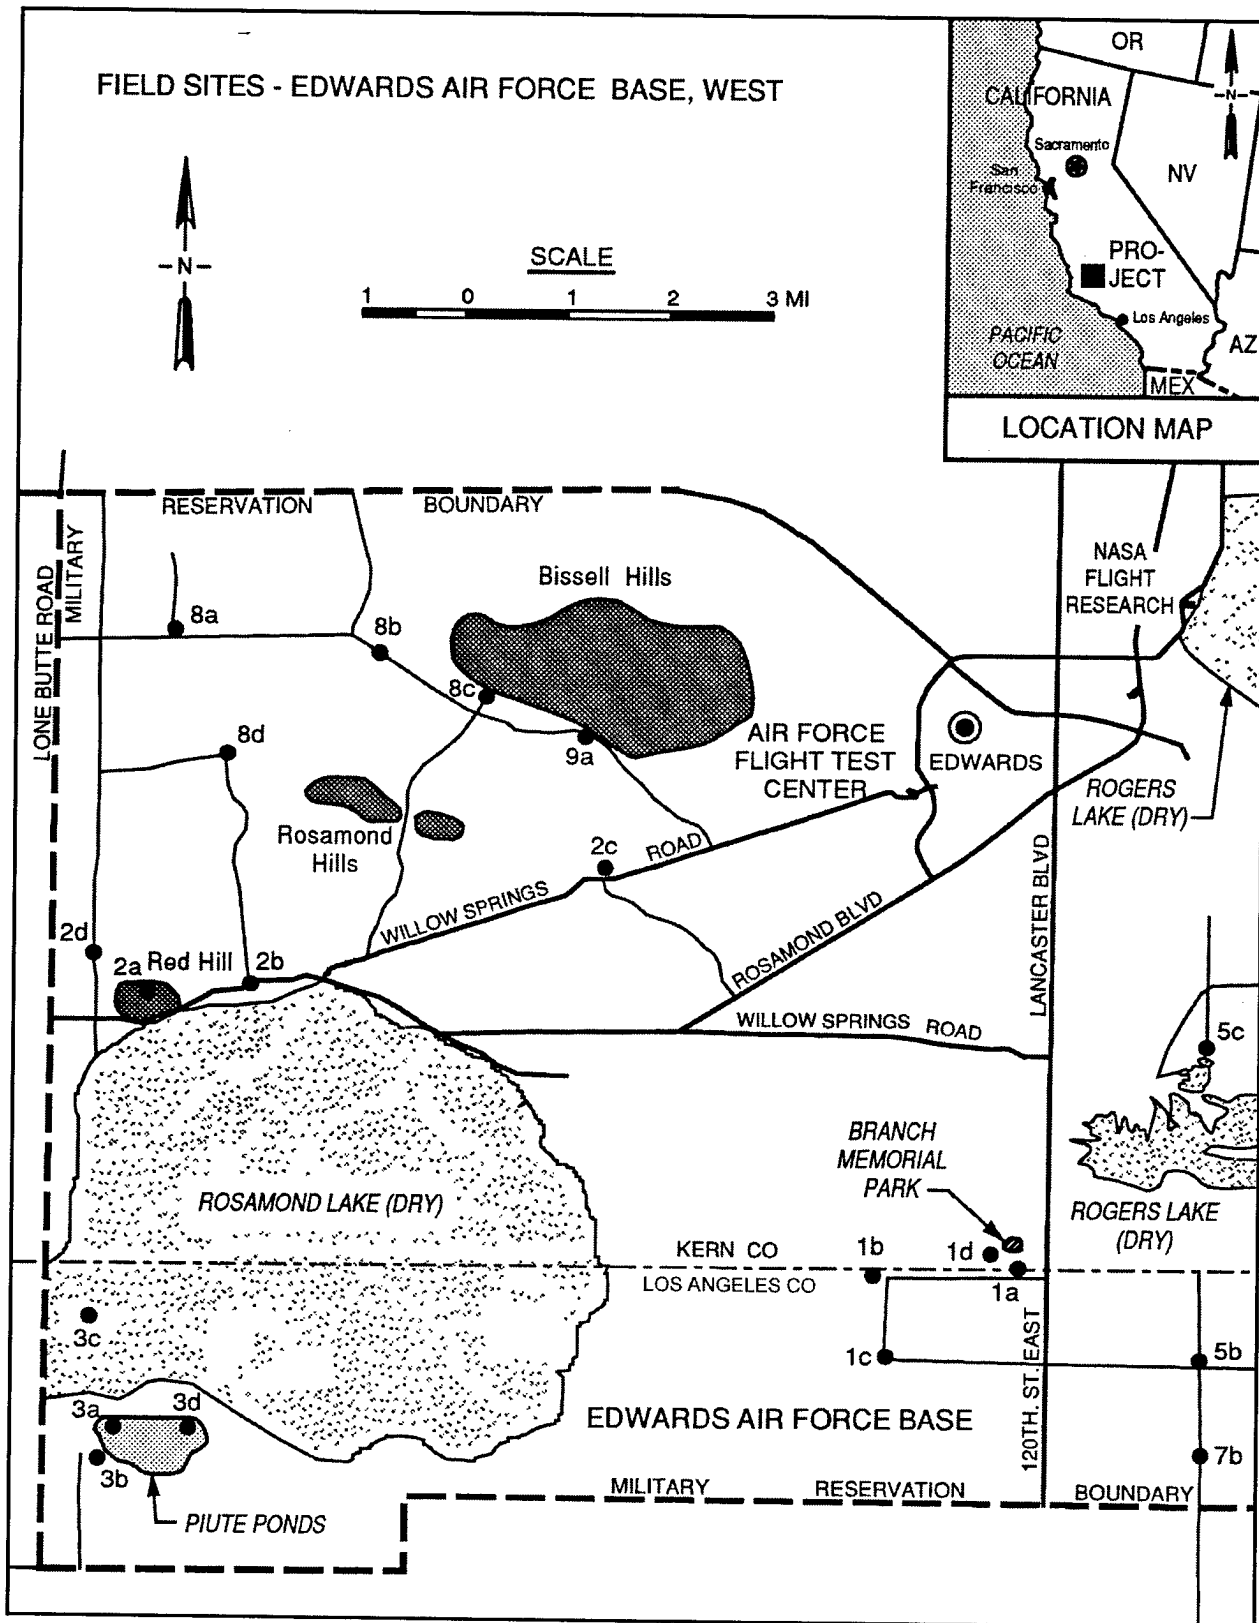 FIELD SITES - EDWARDS AIR FORCE BASE, WEST
-N-
SCALE
1 0 1 2 3 MI
OR
CALIFORNIA
-N-
Sacramento
San
Francisco
NV
PRO-
JECT
Los Angeles
PACIFIC
OCEAN
AZ
MEX
LOCATION MAP
RESERVATION BOUNDARY
LONE BUTTE ROAD
MILITARY
8a
8b
Bissell Hills
8c
9a
8d
Rosamond
Hills
NASA
FLIGHT
RESEARCH
AIR FORCE
FLIGHT TEST
CENTER
EDWARDS
ROGERS
LAKE (DRY)
2c
WILLOW SPRINGS ROAD
ROSAMOND BLVD
LANCASTER BLVD
2d
2a
Red Hill
2b
WILLOW SPRINGS ROAD
5c
BRANCH
MEMORIAL
PARK
ROSAMOND LAKE (DRY)
ROGERS LAKE
(DRY)
KERN CO
LOS ANGELES CO
1b
1d
1a
3c
1c
120TH. ST. EAST
5b
3a
3d
EDWARDS AIR FORCE BASE
3b
7b
MILITARY RESERVATION BOUNDARY
PIUTE PONDS